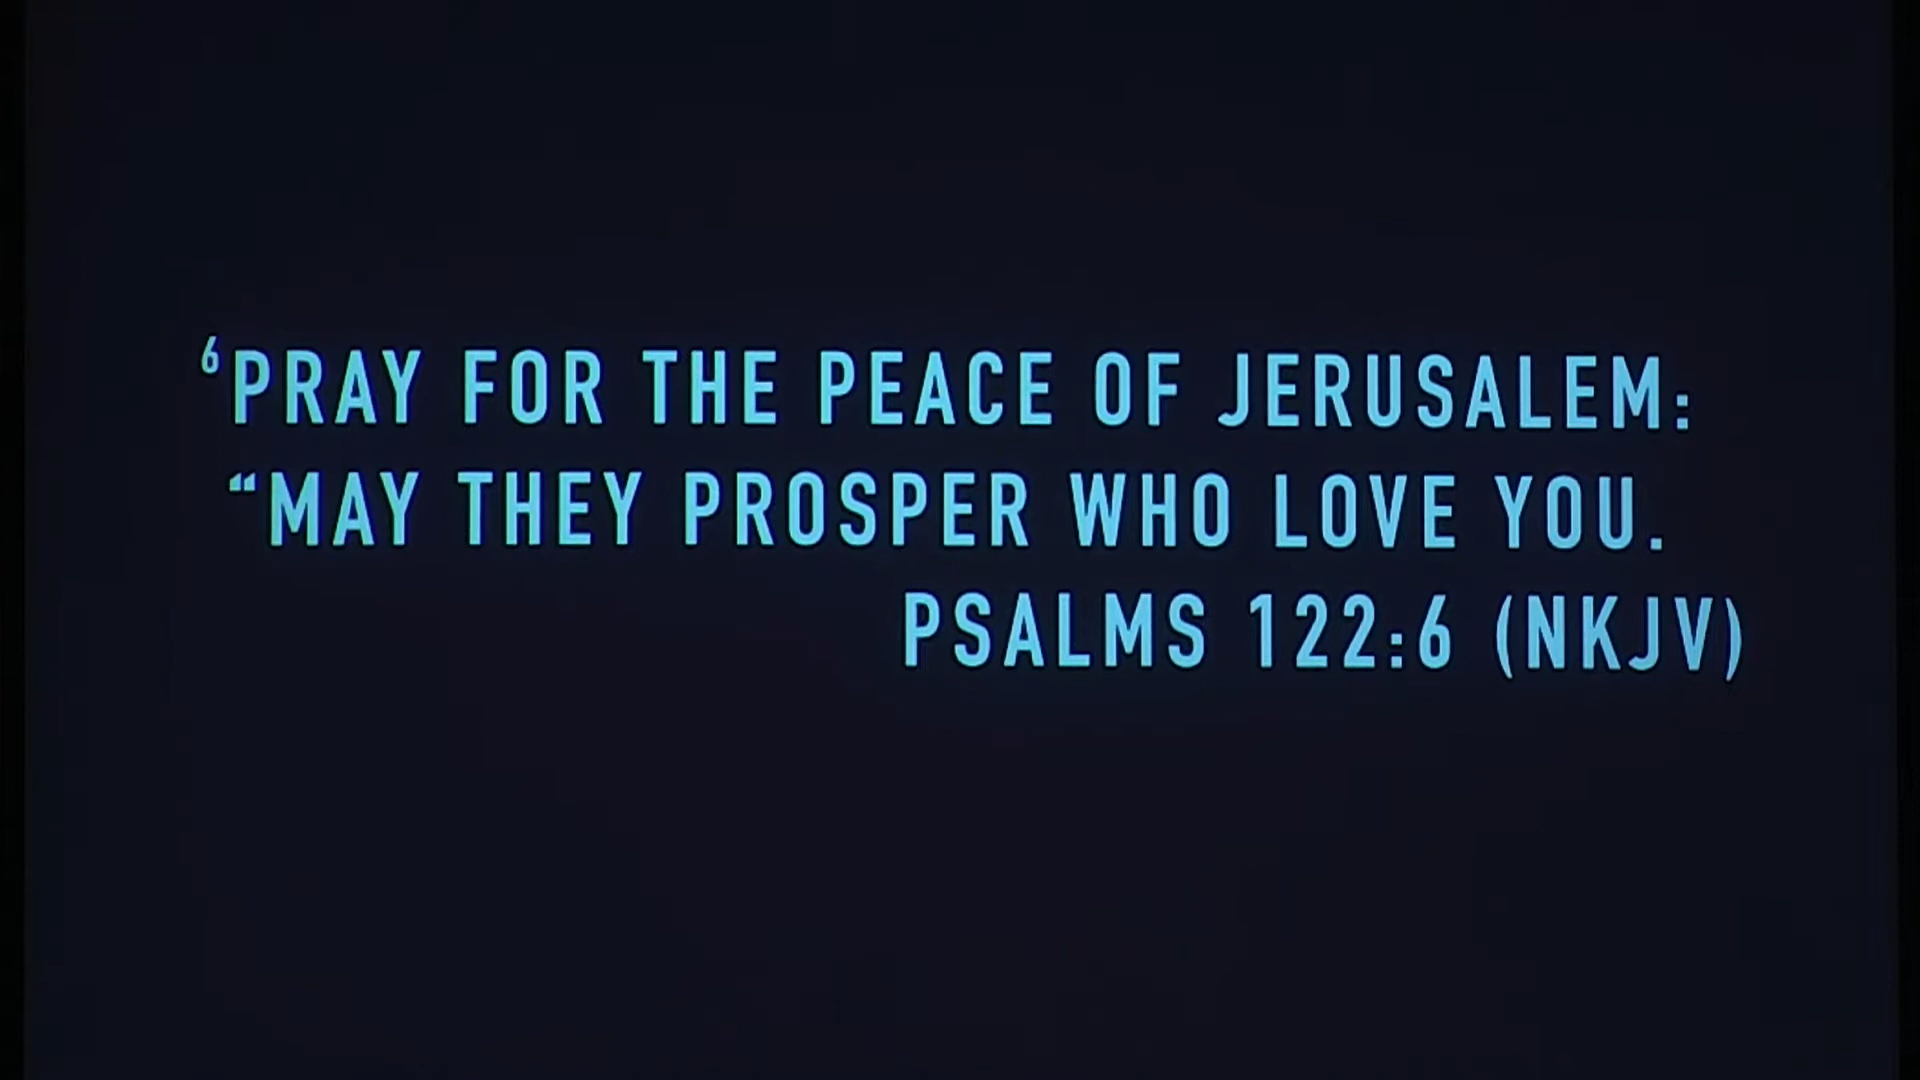 ⁶PRAY FOR THE PEACE OF JERUSALEM:
“MAY THEY PROSPER WHO LOVE YOU.
PSALMS 122:6 (NKJV)